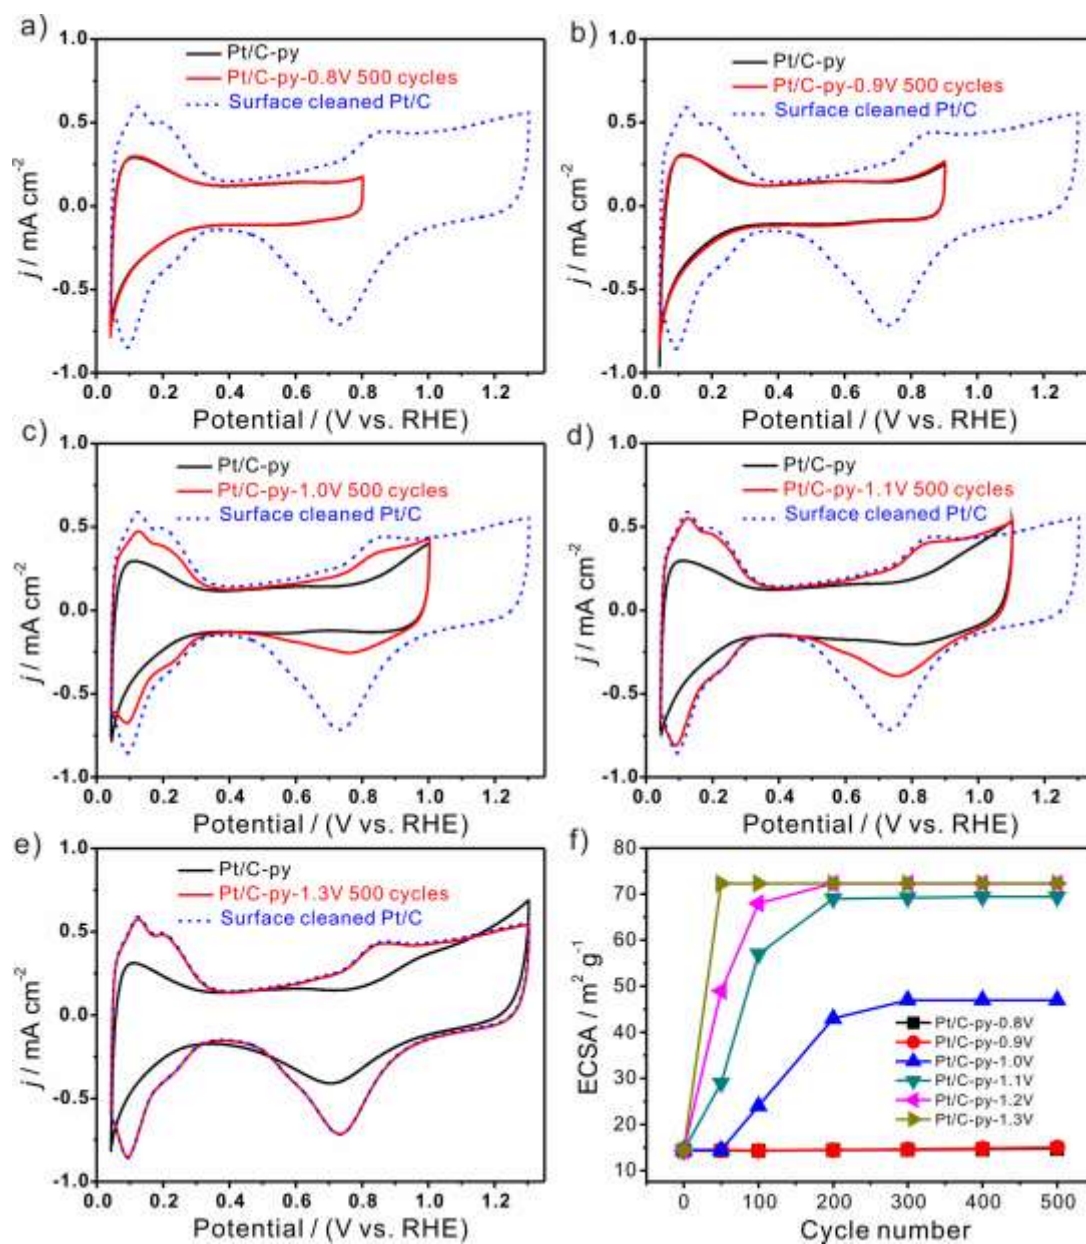 a)
1.0
0.5
0.0
-0.5
-1.0
j / mA cm-2
Pt/C-py
Pt/C-py-0.8V 500 cycles
Surface cleaned Pt/C
0.0 0.2 0.4 0.6 0.8 1.0 1.2
Potential / (V vs. RHE)
b)
1.0
0.5
0.0
-0.5
-1.0
j / mA cm-2
Pt/C-py
Pt/C-py-0.9V 500 cycles
Surface cleaned Pt/C
0.0 0.2 0.4 0.6 0.8 1.0 1.2
Potential / (V vs. RHE)
c)
1.0
0.5
0.0
-0.5
-1.0
j / mA cm-2
Pt/C-py
Pt/C-py-1.0V 500 cycles
Surface cleaned Pt/C
0.0 0.2 0.4 0.6 0.8 1.0 1.2
Potential / (V vs. RHE)
d)
1.0
0.5
0.0
-0.5
-1.0
j / mA cm-2
Pt/C-py
Pt/C-py-1.1V 500 cycles
Surface cleaned Pt/C
0.0 0.2 0.4 0.6 0.8 1.0 1.2
Potential / (V vs. RHE)
e)
1.0
0.5
0.0
-0.5
-1.0
j / mA cm-2
Pt/C-py
Pt/C-py-1.3V 500 cycles
Surface cleaned Pt/C
0.0 0.2 0.4 0.6 0.8 1.0 1.2
Potential / (V vs. RHE)
f)
80
70
60
50
40
30
20
10
ECSA / m2 g-1
Pt/C-py-0.8V
Pt/C-py-0.9V
Pt/C-py-1.0V
Pt/C-py-1.1V
Pt/C-py-1.2V
Pt/C-py-1.3V
0 100 200 300 400 500
Cycle number